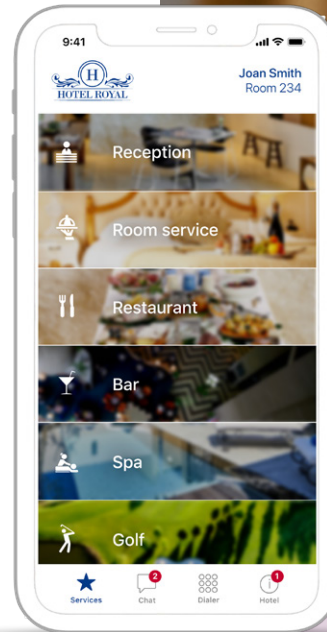 9:41
H
HOTEL ROYAL
Joan Smith
Room 234
Reception
Room service
Restaurant
Bar
Spa
Golf
2
1
Services
Chat
Dialer
Hotel